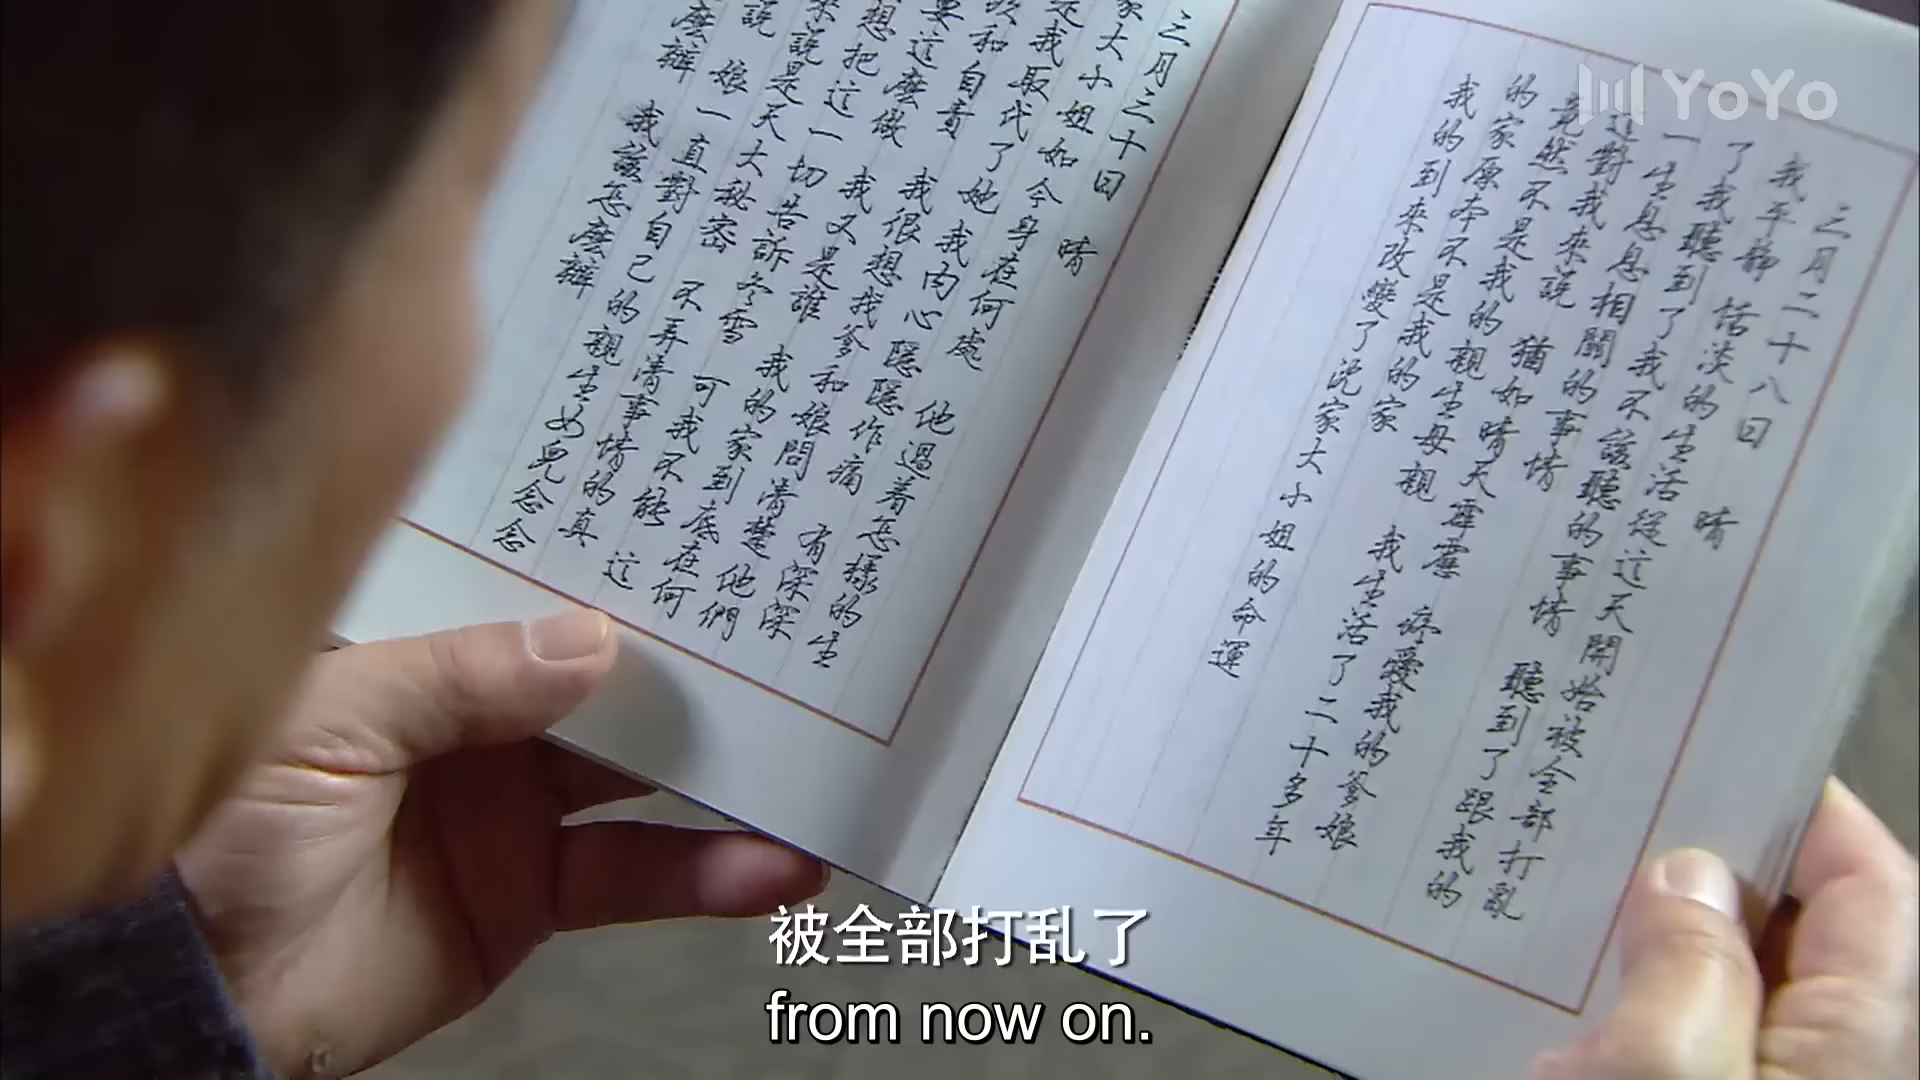 三月二十八日 晴
我平靜 恬淡的生活從这天開始被全部打亂
了我聽到了我不該聽的事情 聽到了跟我的
一生息息相關的事情
这對我來說 猶如晴天霹靂 疼愛我的爹娘
竟然不是我的親生母親 我生活了二十多年
的家原本不是我的家
我的到來改變了沈家大小姐的命運
三月三十日 晴
家大小姐如今身在何處 他過着怎樣的生
是我取代了她 我内心隱隱作痛 有深深
疚和自責 我很想我爹和娘問清楚他們
要这麼做 我又是誰 我的家到底在何
想把这一切告訴冬雪 可我不能 这
來說是天大秘密 不弄清事情的真
說 娘一直對自己的親生女兒念念
麼辦 我該怎麼辦
YoYo
被全部打乱了
from now on.